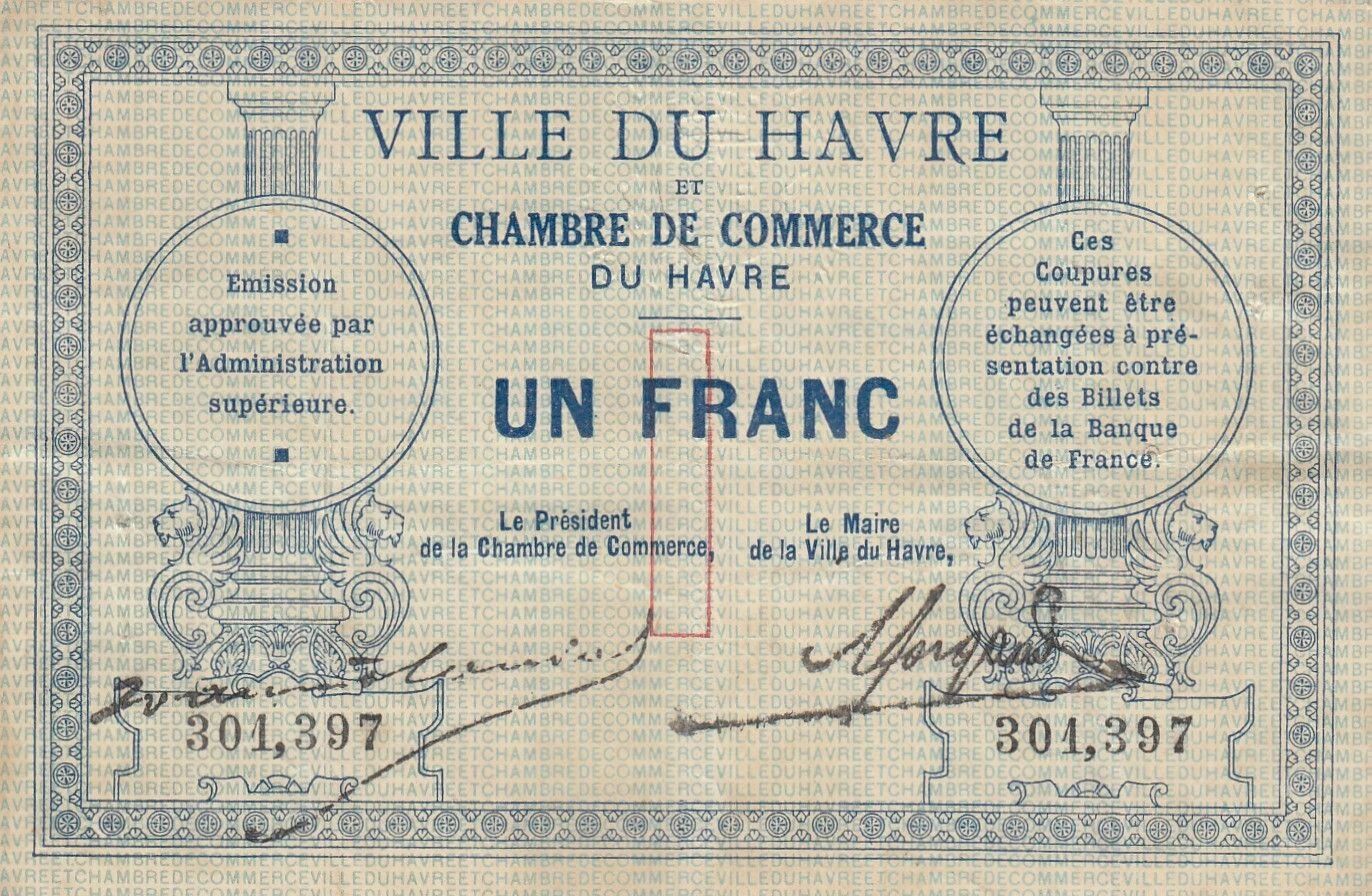 VILLE DU HAVRE
ET
CHAMBRE DE COMMERCE
DU HAVRE
Emission
approuvée par
l'Administration
supérieure.
UN FRANC
Ces
Coupures
peuvent être
échangées à pré-
sentation contre
des Billets
de la Banque
de France.
Le Président
de la Chambre de Commerce,
Le Maire
de la Ville du Havre,
301,397
301,397